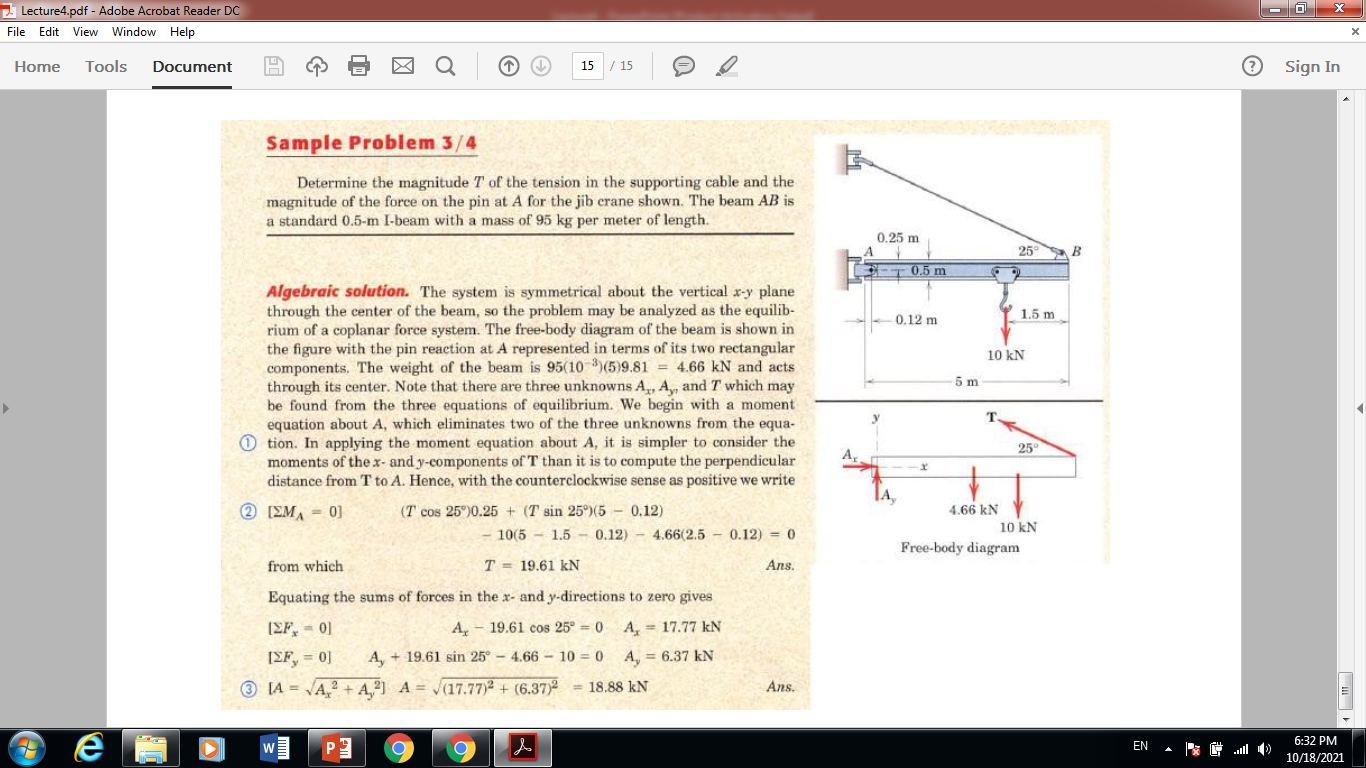 Lecture4.pdf - Adobe Acrobat Reader DC
File Edit View Window Help
Home Tools Document 15 / 15 Sign In
Sample Problem 3/4
Determine the magnitude T of the tension in the supporting cable and the
magnitude of the force on the pin at A for the jib crane shown. The beam AB is
a standard 0.5-m I-beam with a mass of 95 kg per meter of length.
Algebraic solution. The system is symmetrical about the vertical x-y plane
through the center of the beam, so the problem may be analyzed as the equilib-
rium of a coplanar force system. The free-body diagram of the beam is shown in
the figure with the pin reaction at A represented in terms of its two rectangular
components. The weight of the beam is 95(10⁻³)(5)9.81 = 4.66 kN and acts
through its center. Note that there are three unknowns Aₓ, Aᵧ, and T which may
be found from the three equations of equilibrium. We begin with a moment
equation about A, which eliminates two of the three unknowns from the equa-
① tion. In applying the moment equation about A, it is simpler to consider the
moments of the x- and y-components of T than it is to compute the perpendicular
distance from T to A. Hence, with the counterclockwise sense as positive we write
② [ΣM_A = 0] (T cos 25°)0.25 + (T sin 25°)(5 − 0.12)
− 10(5 − 1.5 − 0.12) − 4.66(2.5 − 0.12) = 0
from which T = 19.61 kN Ans.
Equating the sums of forces in the x- and y-directions to zero gives
[ΣFₓ = 0] Aₓ − 19.61 cos 25° = 0 Aₓ = 17.77 kN
[ΣFᵧ = 0] Aᵧ + 19.61 sin 25° − 4.66 − 10 = 0 Aᵧ = 6.37 kN
③ [A = √(Aₓ² + Aᵧ²)] A = √((17.77)² + (6.37)²) = 18.88 kN Ans.
0.25 m
A 25° B
0.5 m
0.12 m 1.5 m
10 kN
5 m
y T
25°
Aₓ x
Aᵧ
4.66 kN
10 kN
Free-body diagram
EN 6:32 PM
10/18/2021